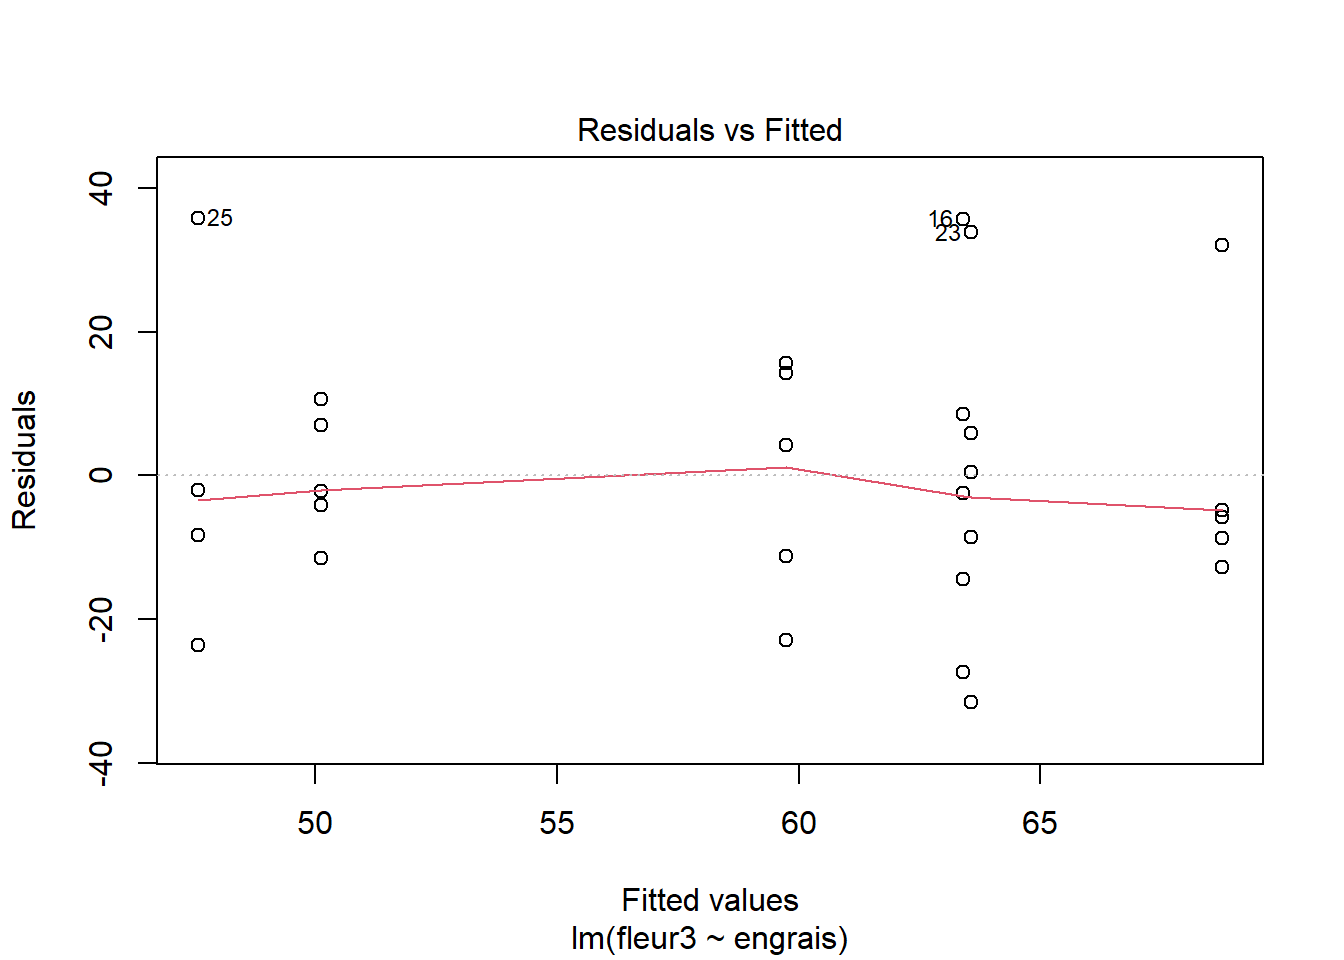 Residuals vs Fitted
40
20
0
-20
-40
Residuals
25
16
23
50 55 60 65
Fitted values
lm(fleur3 ~ engrais)